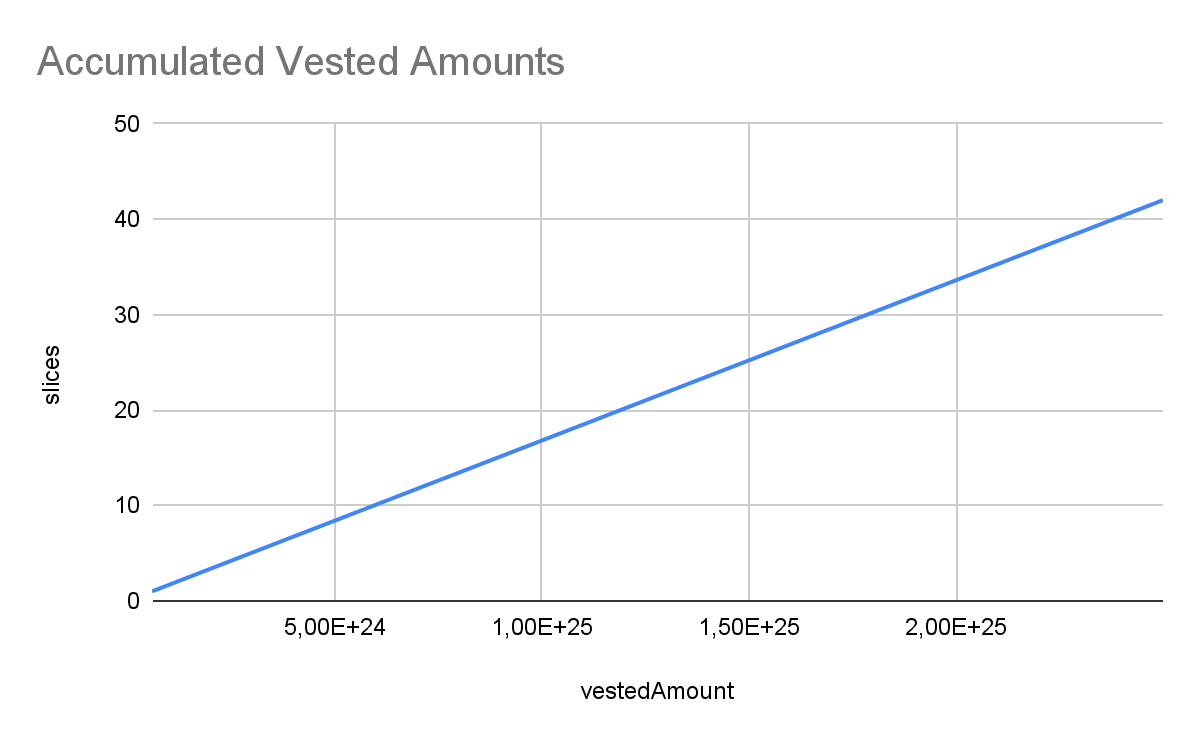 Accumulated Vested Amounts
50
40
30
20
10
0
slices
5,00E+24
1,00E+25
1,50E+25
2,00E+25
vestedAmount